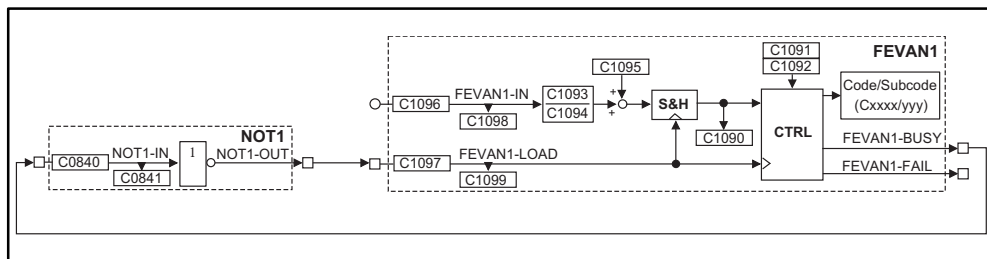 C1091
C1092
FEVAN1
C1095
C1096
FEVAN1-IN
C1098
C1093
C1094
+
+
S&H
C1090
CTRL
Code/Subcode
(Cxxxx/yyy)
FEVAN1-BUSY
FEVAN1-FAIL
NOT1
C0840
NOT1-IN
C0841
1
NOT1-OUT
C1097
FEVAN1-LOAD
C1099